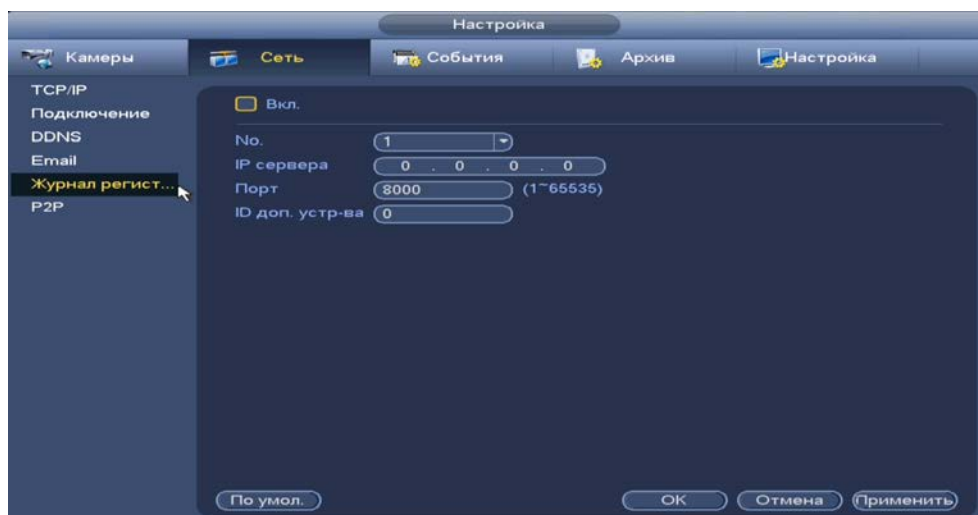 Настройка
Камеры Сеть События Архив Настройка
TCP/IP
Подключение
DDNS
Email
Журнал регист...
P2P
Вкл.
No. 1
IP сервера 0 . 0 . 0 . 0
Порт 8000 (1~65535)
ID доп. устр-ва 0
По умол. OK Отмена Применить